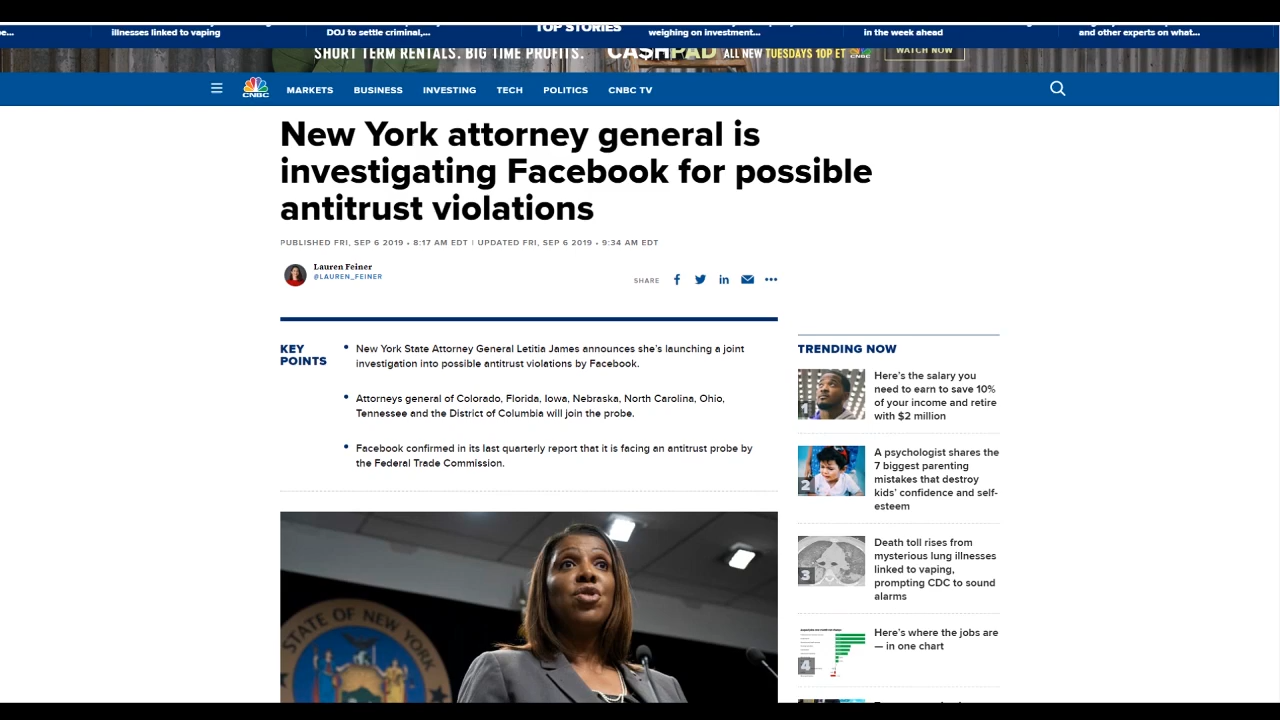 illnesses linked to vaping
DOJ to settle criminal,...
TOP STORIES
weighing on investment...
in the week ahead
and other experts on what...
SHORT TERM RENTALS. BIG TIME PROFITS.
CASHPAD
ALL NEW TUESDAYS 10P ET
CNBC
WATCH NOW
CNBC
MARKETS
BUSINESS
INVESTING
TECH
POLITICS
CNBC TV
New York attorney general is
investigating Facebook for possible
antitrust violations
PUBLISHED FRI, SEP 6 2019 • 8:17 AM EDT | UPDATED FRI, SEP 6 2019 • 9:34 AM EDT
Lauren Feiner
@LAUREN_FEINER
SHARE
KEY
POINTS
• New York State Attorney General Letitia James announces she's launching a joint
investigation into possible antitrust violations by Facebook.
• Attorneys general of Colorado, Florida, Iowa, Nebraska, North Carolina, Ohio,
Tennessee and the District of Columbia will join the probe.
• Facebook confirmed in its last quarterly report that it is facing an antitrust probe by
the Federal Trade Commission.
TRENDING NOW
1
Here's the salary you
need to earn to save 10%
of your income and retire
with $2 million
2
A psychologist shares the
7 biggest parenting
mistakes that destroy
kids' confidence and self-
esteem
3
Death toll rises from
mysterious lung illnesses
linked to vaping,
prompting CDC to sound
alarms
4
Here's where the jobs are
— in one chart